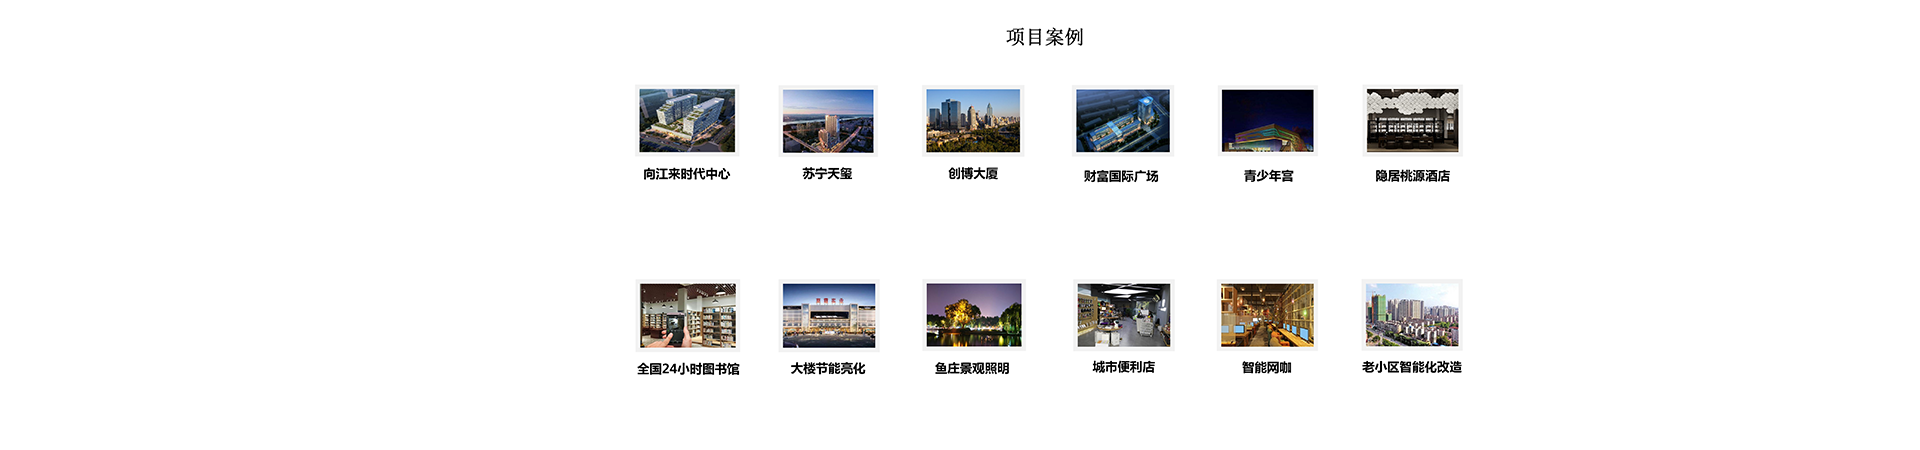 项目案例
向江来时代中心
苏宁天玺
创博大厦
财富国际广场
青少年宫
隐居桃源酒店
全国24小时图书馆
大楼节能亮化
鱼庄景观照明
城市便利店
智能网咖
老小区智能化改造